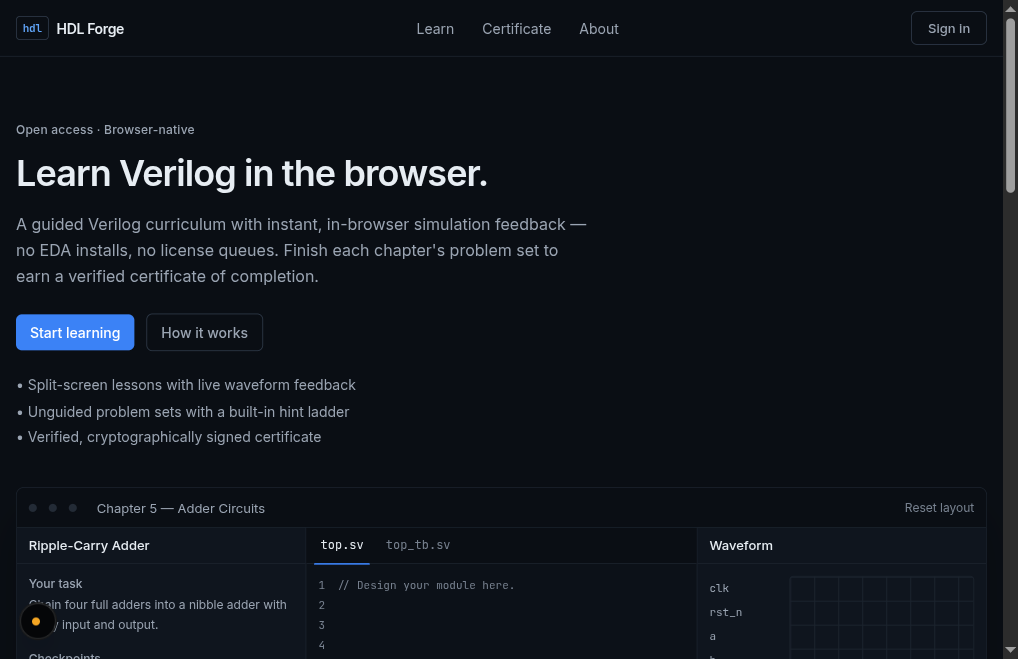 hdl HDL Forge Learn Certificate About Sign in
Open access · Browser-native
Learn Verilog in the browser.
A guided Verilog curriculum with instant, in-browser simulation feedback —
no EDA installs, no license queues. Finish each chapter's problem set to
earn a verified certificate of completion.
Start learning How it works
• Split-screen lessons with live waveform feedback
• Unguided problem sets with a built-in hint ladder
• Verified, cryptographically signed certificate
Chapter 5 — Adder Circuits Reset layout
Ripple-Carry Adder top.sv top_tb.sv Waveform
Your task
Chain four full adders into a nibble adder with
input and output.
Checkpoints
1 // Design your module here.
2
3
4
clk
rst_n
a